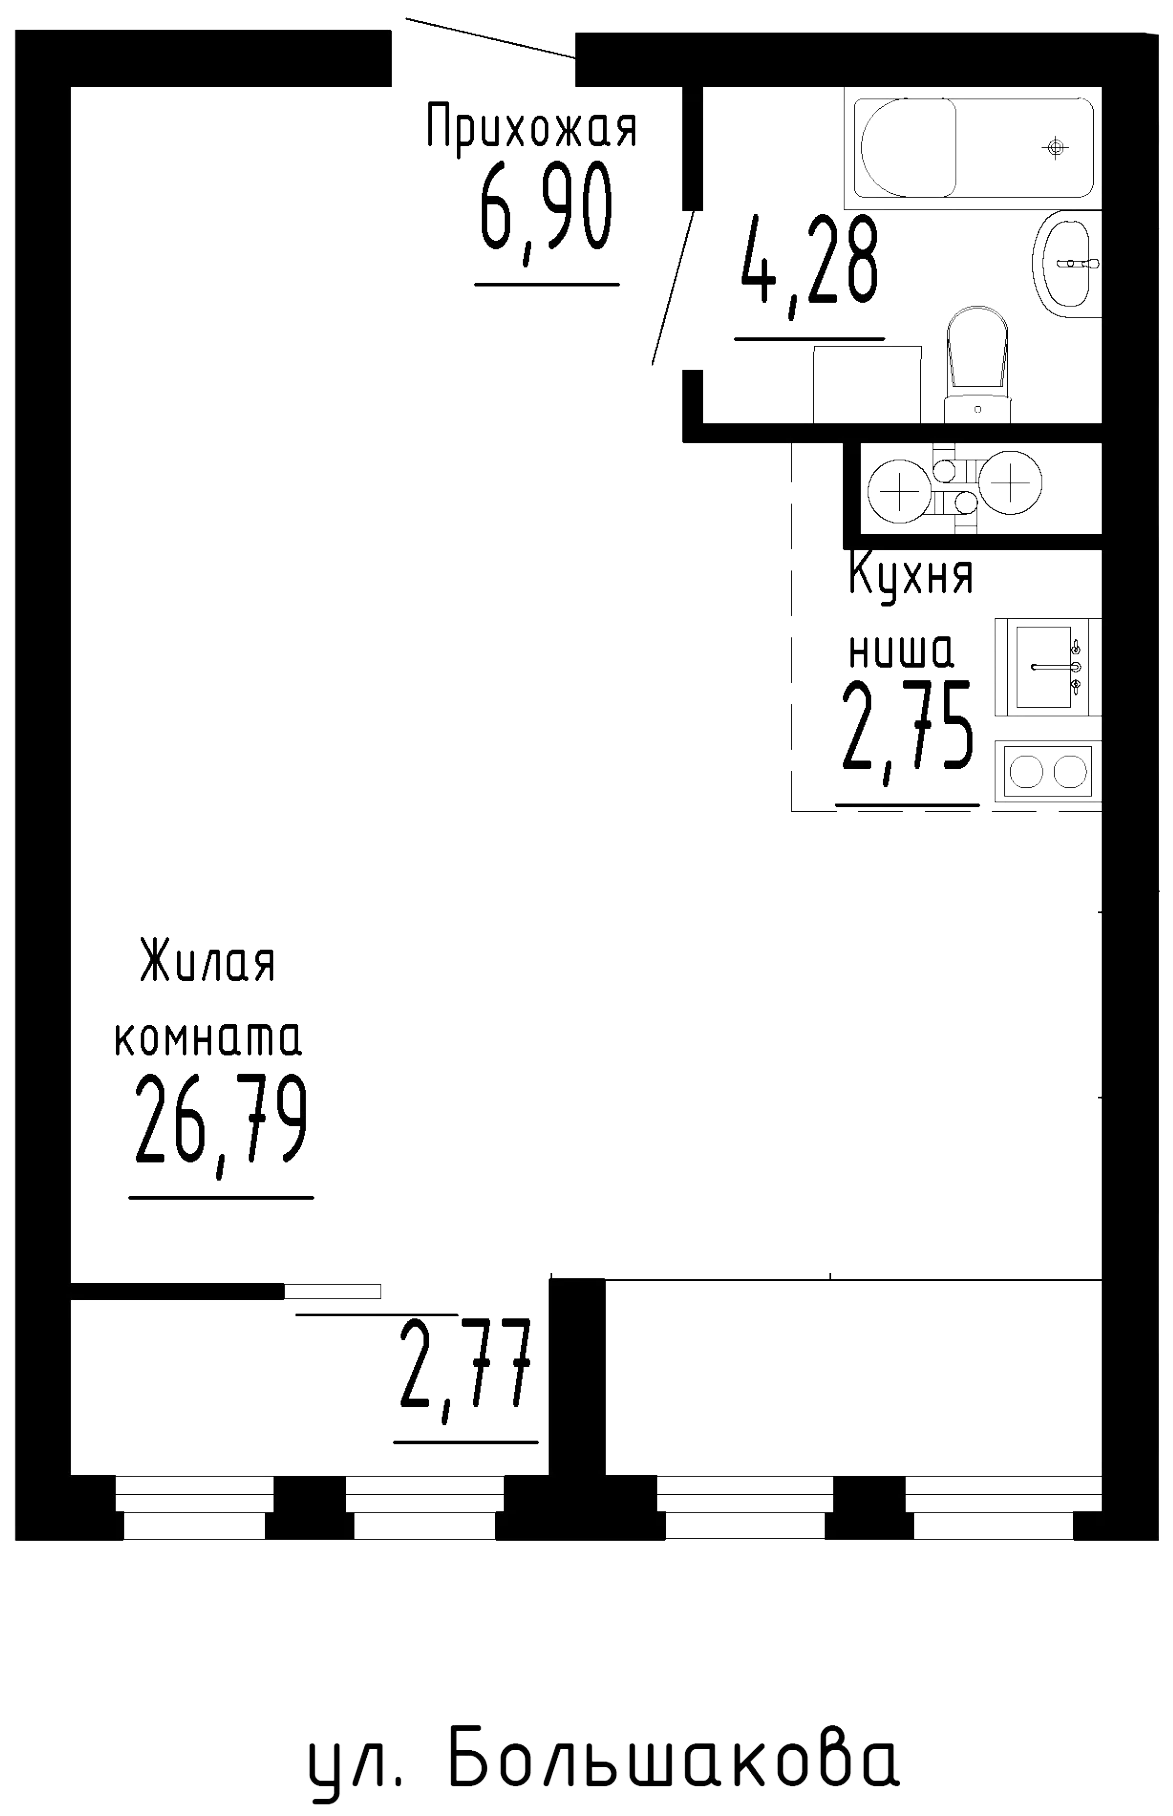 Прихожая
6,90
4,28
Кухня
ниша
2,75
Жилая
комната
26,79
2,77
ул. Большакова